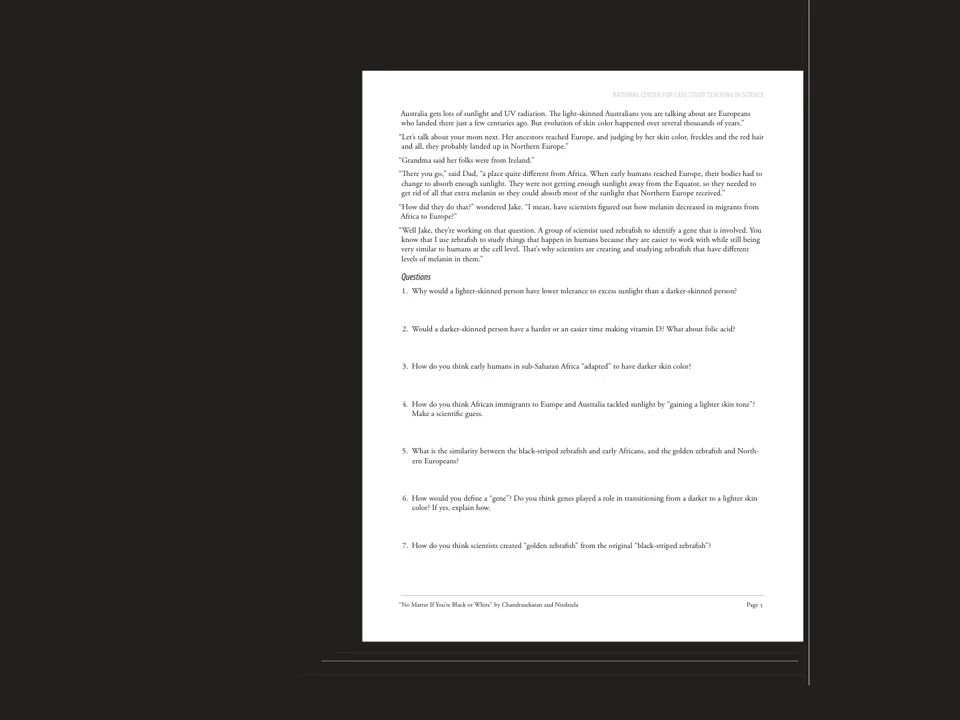 NATIONAL CENTER FOR CASE STUDY TEACHING IN SCIENCE
Australia gets lots of sunlight and UV radiation. The light-skinned Australians you are talking about are Europeans
who landed there just a few centuries ago. But evolution of skin color happened over several thousands of years.”
“Let’s talk about your mom next. Her ancestors reached Europe, and judging by her skin color, freckles and the red hair
and all, they probably landed up in Northern Europe.”
“Grandma said her folks were from Ireland.”
“There you go,” said Dad, “a place quite different from Africa. When early humans reached Europe, their bodies had to
change to absorb enough sunlight. They were not getting enough sunlight away from the Equator, so they needed to
get rid of all that extra melanin so they could absorb most of the sunlight that Northern Europe received.”
“How did they do that?” wondered Jake. “I mean, have scientists figured out how melanin decreased in migrants from
Africa to Europe?”
“Well Jake, they’re working on that question. A group of scientist used zebrafish to identify a gene that is involved. You
know that I use zebrafish to study things that happen in humans because they are easier to work with while still being
very similar to humans at the cell level. That’s why scientists are creating and studying zebrafish that have different
levels of melanin in them.”
Questions
1. Why would a lighter-skinned person have lower tolerance to excess sunlight than a darker-skinned person?
2. Would a darker-skinned person have a harder or an easier time making vitamin D? What about folic acid?
3. How do you think early humans in sub-Saharan Africa “adapted” to have darker skin color?
4. How do you think African immigrants to Europe and Australia tackled sunlight by “gaining a lighter skin tone”?
Make a scientific guess.
5. What is the similarity between the black-striped zebrafish and early Africans, and the golden zebrafish and North-
ern Europeans?
6. How would you define a “gene”? Do you think genes played a role in transitioning from a darker to a lighter skin
color? If yes, explain how.
7. How do you think scientists created “golden zebrafish” from the original “black-striped zebrafish”?
“No Matter If You’re Black or White” by Chandrasekaran and Niedziela
Page 3